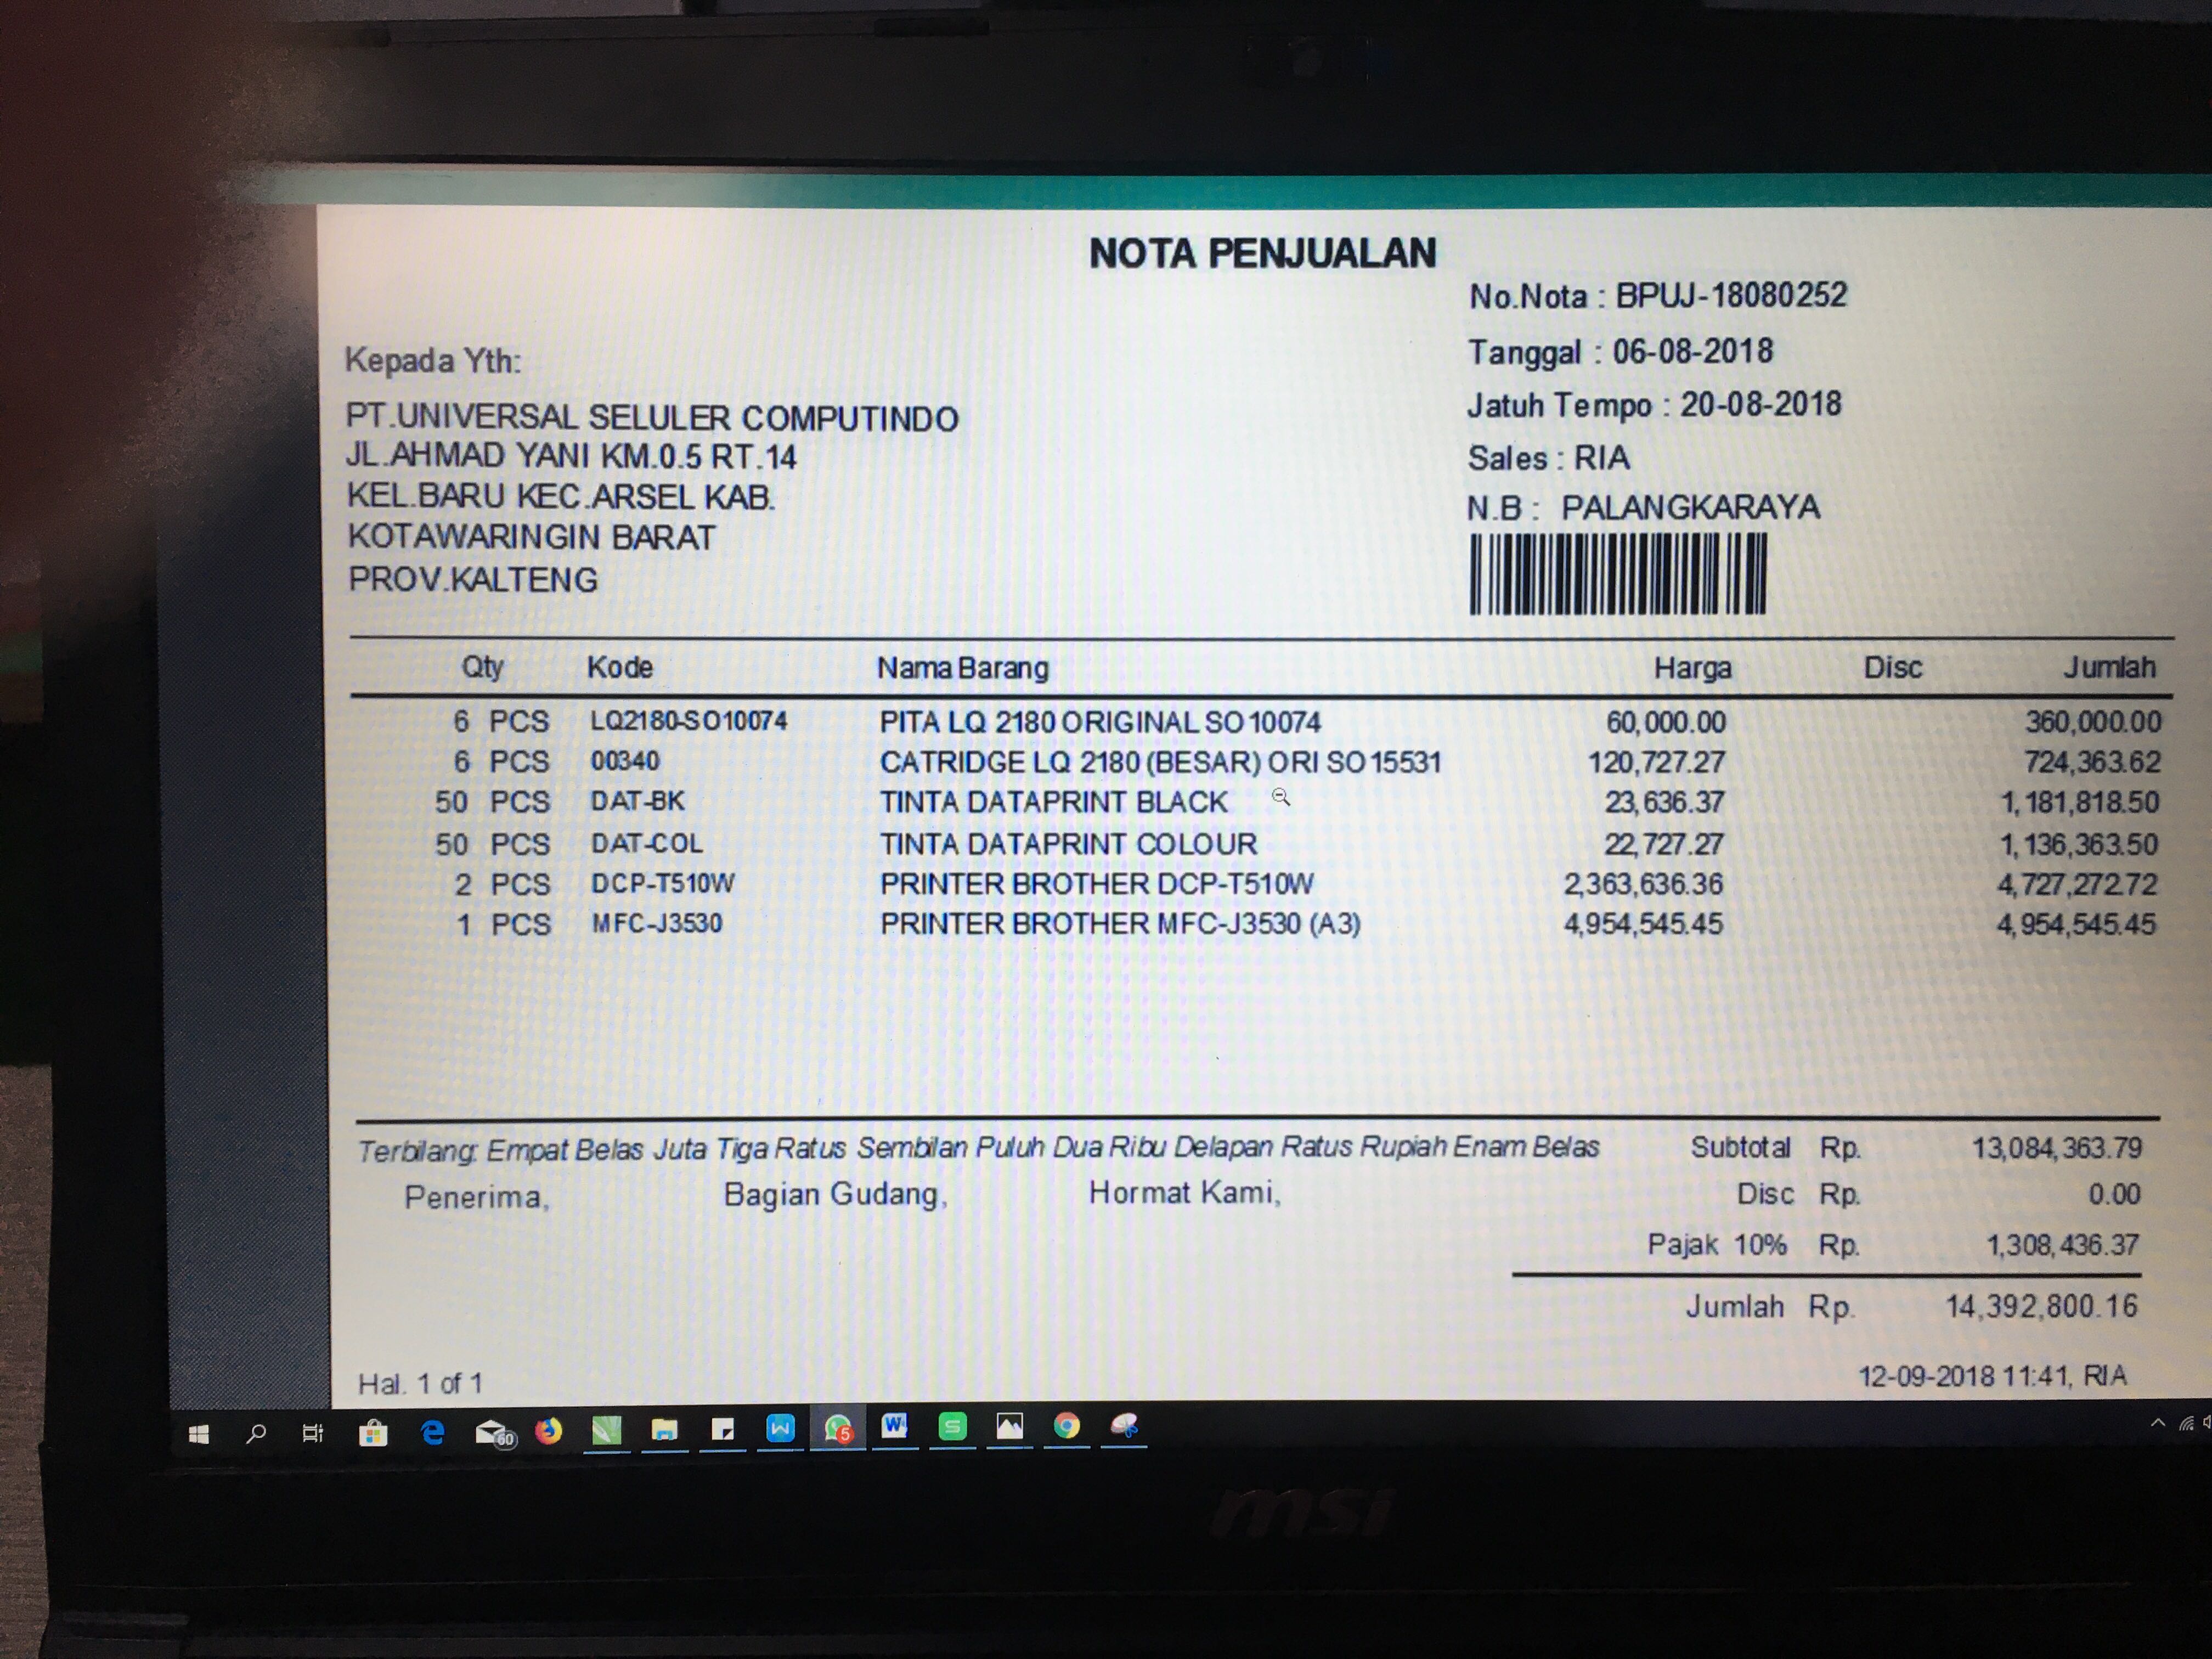 NOTA PENJUALAN
No.Nota : BPUJ-18080252
Tanggal : 06-08-2018
Jatuh Tempo : 20-08-2018
Sales : RIA
N.B : PALANGKARAYA
Kepada Yth:
PT.UNIVERSAL SELULER COMPUTINDO
JL.AHMAD YANI KM.0.5 RT.14
KEL.BARU KEC.ARSEL KAB.
KOTAWARINGIN BARAT
PROV.KALTENG
Qty Kode Nama Barang Harga Disc Jumlah
6 PCS LQ2180-SO10074 PITA LQ 2180 ORIGINAL SO 10074 60,000.00 360,000.00
6 PCS 00340 CATRIDGE LQ 2180 (BESAR) ORI SO 15531 120,727.27 724,363.62
50 PCS DAT-BK TINTA DATAPRINT BLACK 23,636.37 1,181,818.50
50 PCS DAT-COL TINTA DATAPRINT COLOUR 22,727.27 1,136,363.50
2 PCS DCP-T510W PRINTER BROTHER DCP-T510W 2,363,636.36 4,727,272.72
1 PCS MFC-J3530 PRINTER BROTHER MFC-J3530 (A3) 4,954,545.45 4,954,545.45
Terbilang: Empat Belas Juta Tiga Ratus Sembilan Puluh Dua Ribu Delapan Ratus Rupiah Enam Belas Subtotal Rp. 13,084,363.79
Penerima, Bagian Gudang, Hormat Kami, Disc Rp. 0.00
Pajak 10% Rp. 1,308,436.37
Jumlah Rp. 14,392,800.16
Hal. 1 of 1 12-09-2018 11:41, RIA
60 W 5 W S
msi